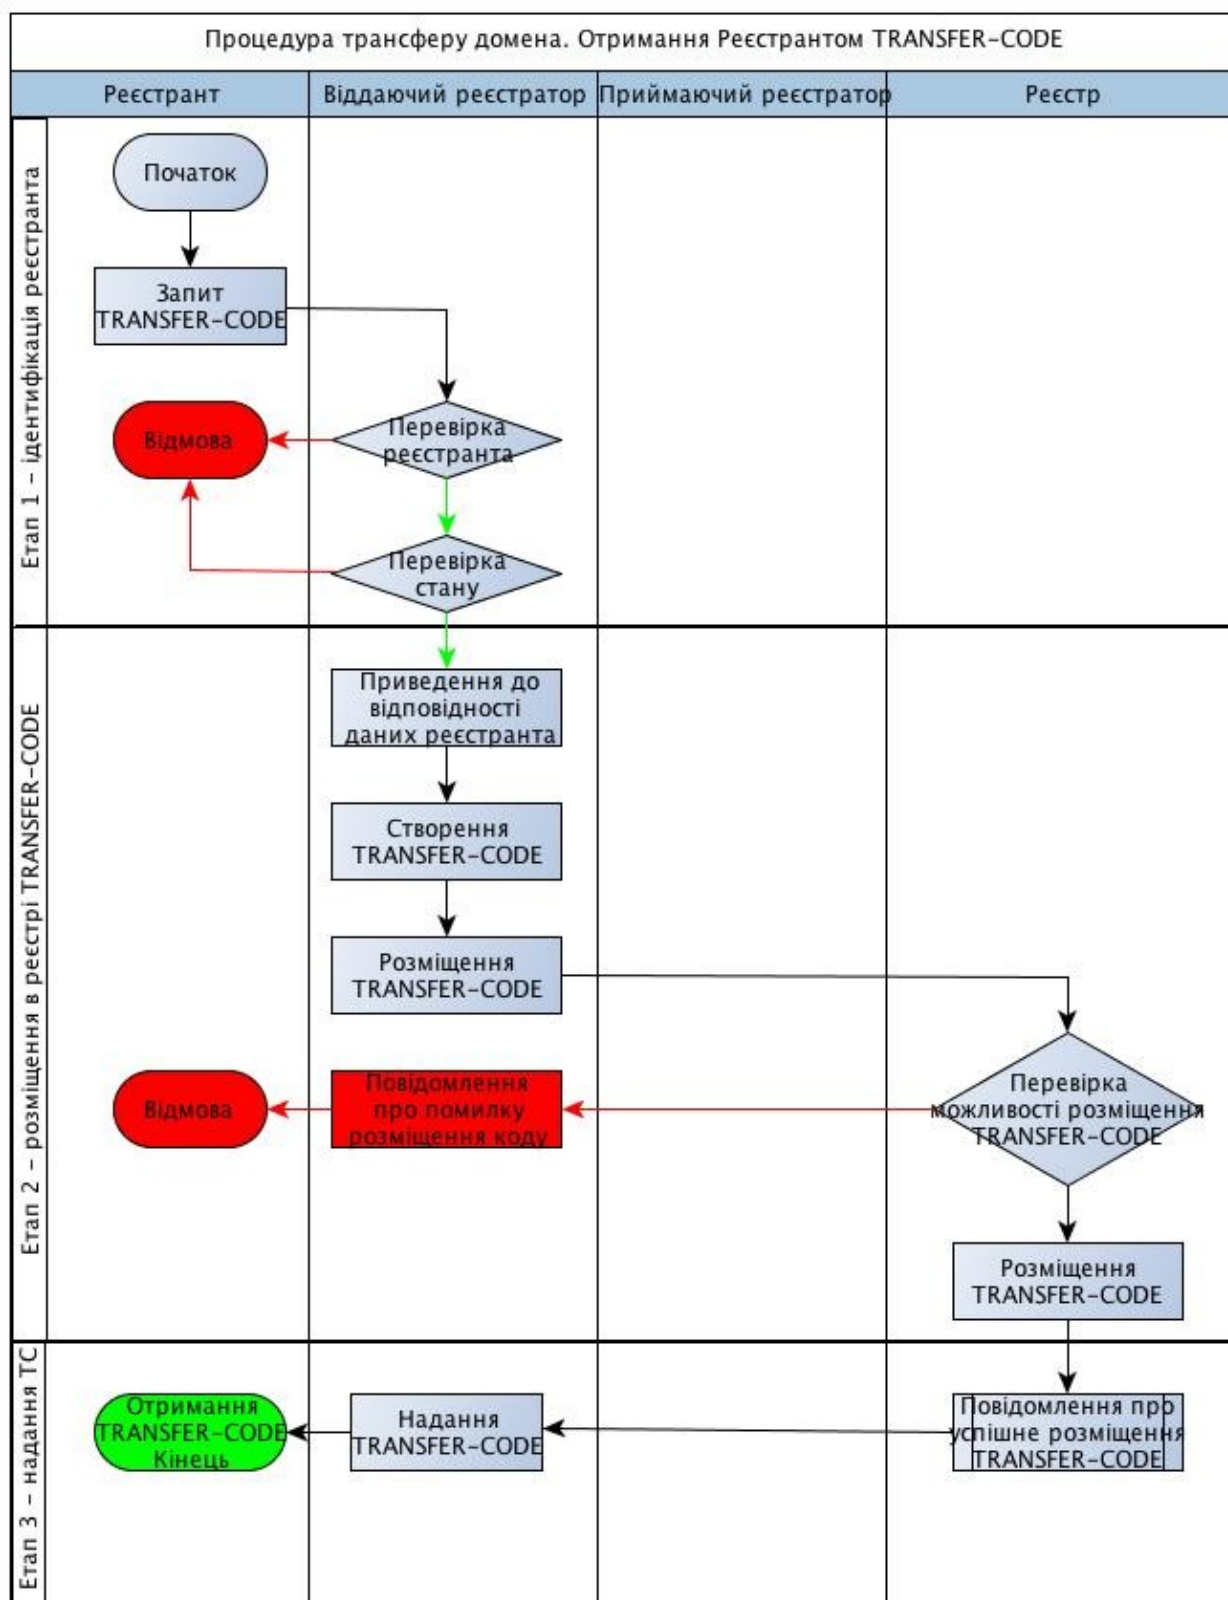 Процедура трансферу домена. Отримання Реєстрантом TRANSFER-CODE
Реєстрант
Віддаючий реєстратор
Приймаючий реєстратор
Реєстр
Етап 1 – ідентифікація реєстранта
Початок
Запит
TRANSFER-CODE
Відмова
Перевірка
реєстранта
Перевірка
стану
Етап 2 – розміщення в реєстрі TRANSFER-CODE
Приведення до
відповідності
даних реєстранта
Створення
TRANSFER-CODE
Розміщення
TRANSFER-CODE
Відмова
Повідомлення
про помилку
розміщення коду
Перевірка
можливості розміщення
TRANSFER-CODE
Розміщення
TRANSFER-CODE
Етап 3 – надання ТС
Отримання
TRANSFER-CODE
Кінець
Надання
TRANSFER-CODE
Повідомлення про
успішне розміщення
TRANSFER-CODE